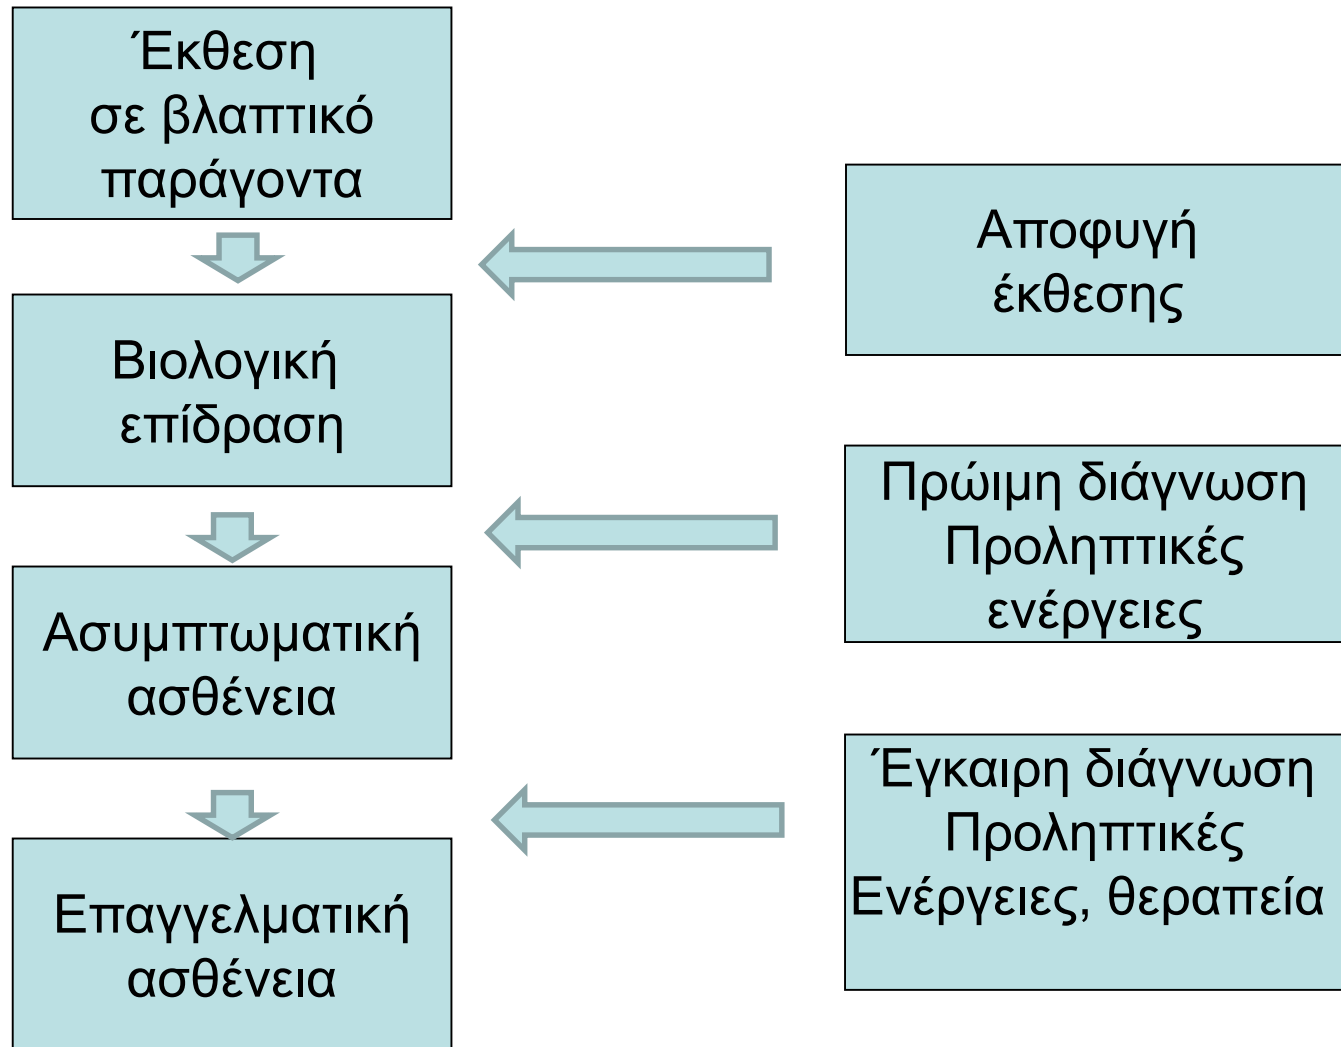 Έκθεση
σε βλαπτικό
παράγοντα
Βιολογική
επίδραση
Ασυμπτωματική
ασθένεια
Επαγγελματική
ασθένεια
Αποφυγή
έκθεσης
Πρώιμη διάγνωση
Προληπτικές
ενέργειες
Έγκαιρη διάγνωση
Προληπτικές
Ενέργειες, θεραπεία